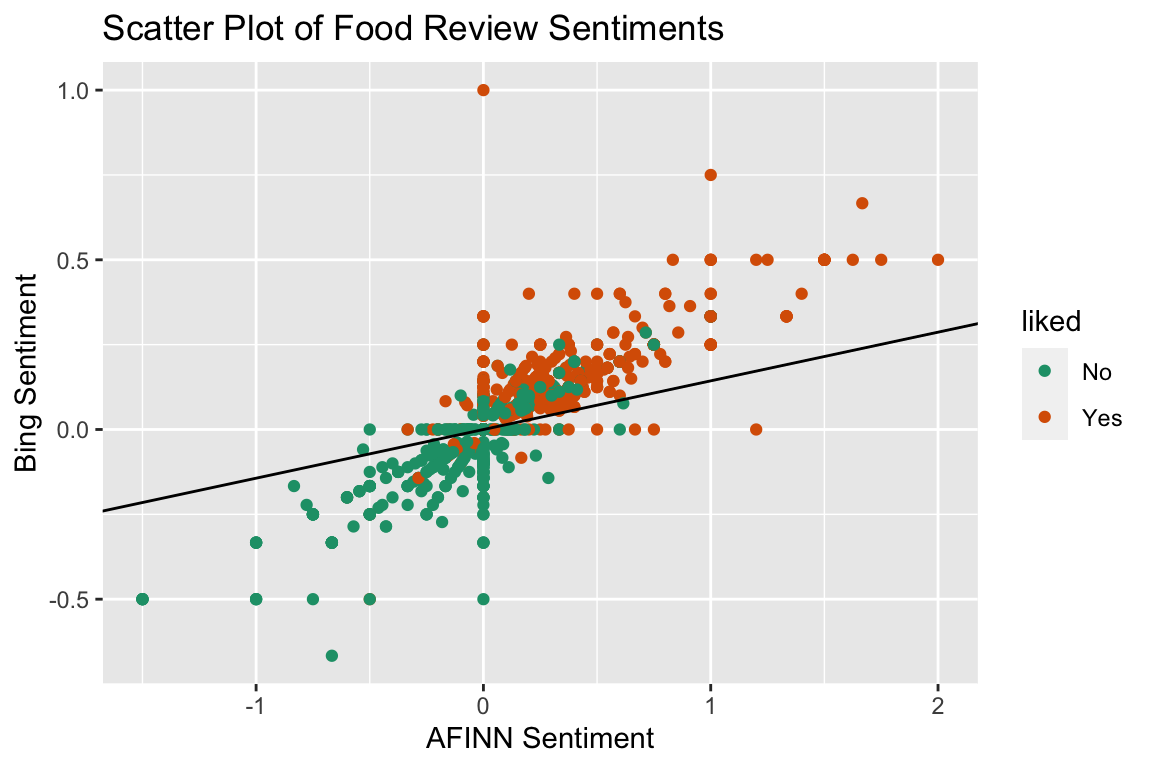 Scatter Plot of Food Review Sentiments
1.0
0.5
0.0
-0.5
Bing Sentiment
-1
0
1
2
AFINN Sentiment
liked
No
Yes